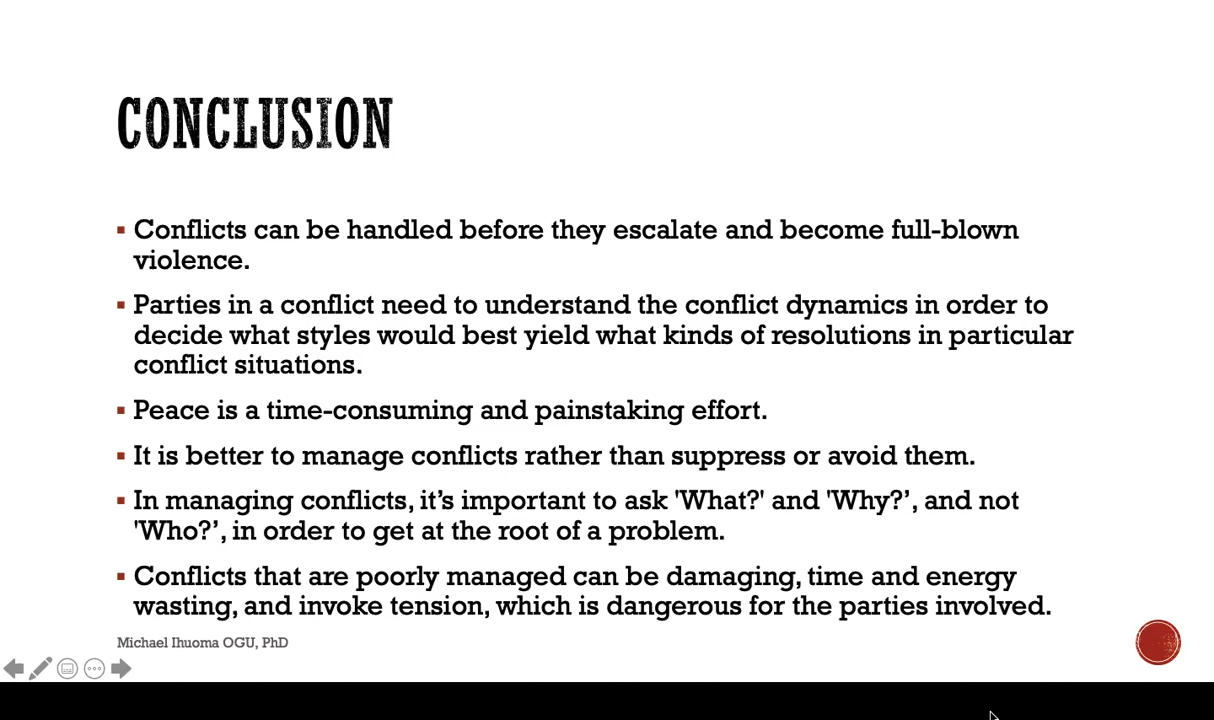 CONCLUSION
▪ Conflicts can be handled before they escalate and become full-blown
violence.
▪ Parties in a conflict need to understand the conflict dynamics in order to
decide what styles would best yield what kinds of resolutions in particular
conflict situations.
▪ Peace is a time-consuming and painstaking effort.
▪ It is better to manage conflicts rather than suppress or avoid them.
▪ In managing conflicts, it’s important to ask 'What?' and 'Why?’, and not
'Who?’, in order to get at the root of a problem.
▪ Conflicts that are poorly managed can be damaging, time and energy
wasting, and invoke tension, which is dangerous for the parties involved.
Michael Ihuoma OGU, PhD